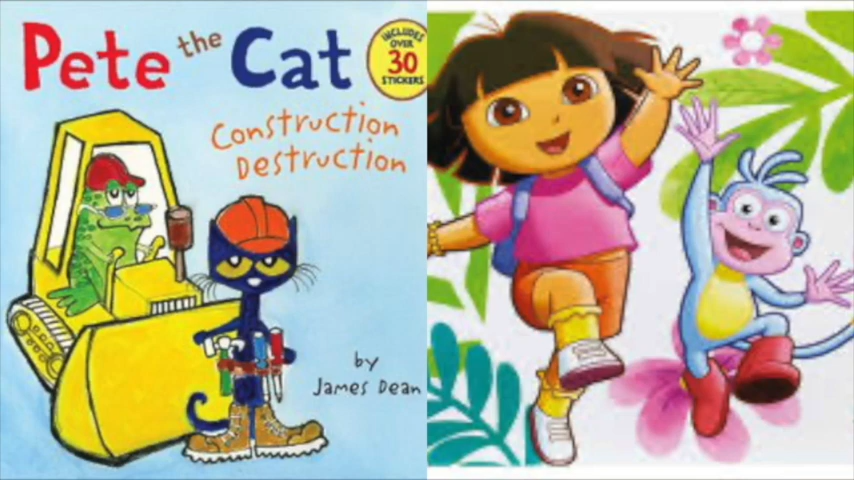 Pete the Cat
INCLUDES
OVER
30
STICKERS
Construction
Destruction
by
James Dean